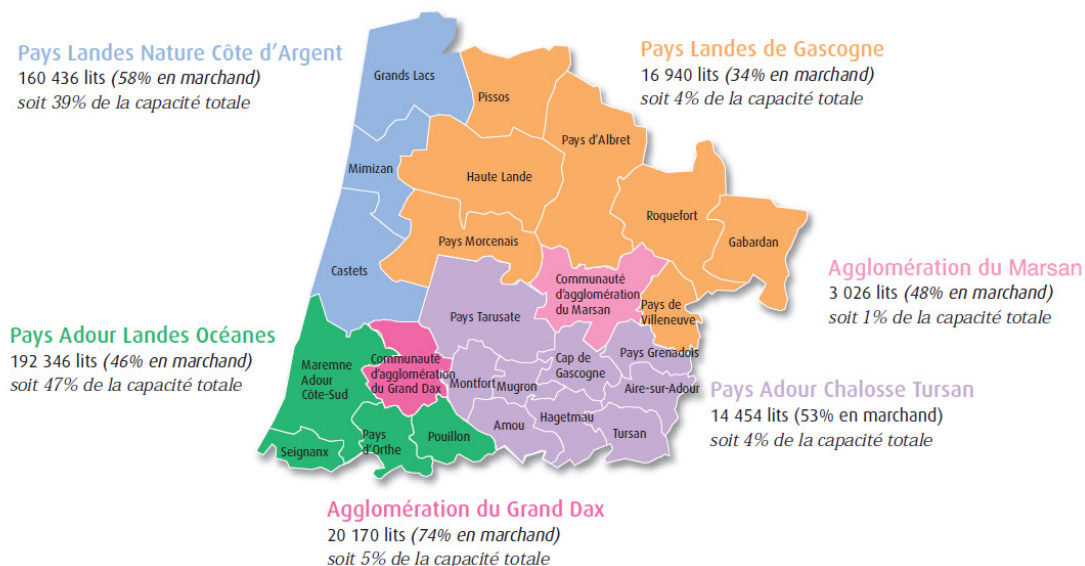 Pays Landes Nature Côte d'Argent
160 436 lits (58% en marchand)
soit 39% de la capacité totale
Pays Landes de Gascogne
16 940 lits (34% en marchand)
soit 4% de la capacité totale
Grands Lacs
Pissos
Pays d'Albret
Mimizan
Haute Lande
Roquefort
Gabardan
Pays Morcenais
Castets
Agglomération du Marsan
3 026 lits (48% en marchand)
soit 1% de la capacité totale
Communauté
d'agglomération
du Marsan
Pays de
Villeneuve
Pays Tarusate
Pays Adour Landes Océanes
192 346 lits (46% en marchand)
soit 47% de la capacité totale
Maremne
Adour
Côte-Sud
Communauté
d'agglomération
du Grand Dax
Montfort
Mugron
Cap de
Gascogne
Pays Grenadois
Aire-sur-Adour
Pays Adour Chalosse Tursan
14 454 lits (53% en marchand)
soit 4% de la capacité totale
Seignanx
Pays
d'Orthe
Pouillon
Amou
Hagetmau
Tursan
Agglomération du Grand Dax
20 170 lits (74% en marchand)
soit 5% de la capacité totale